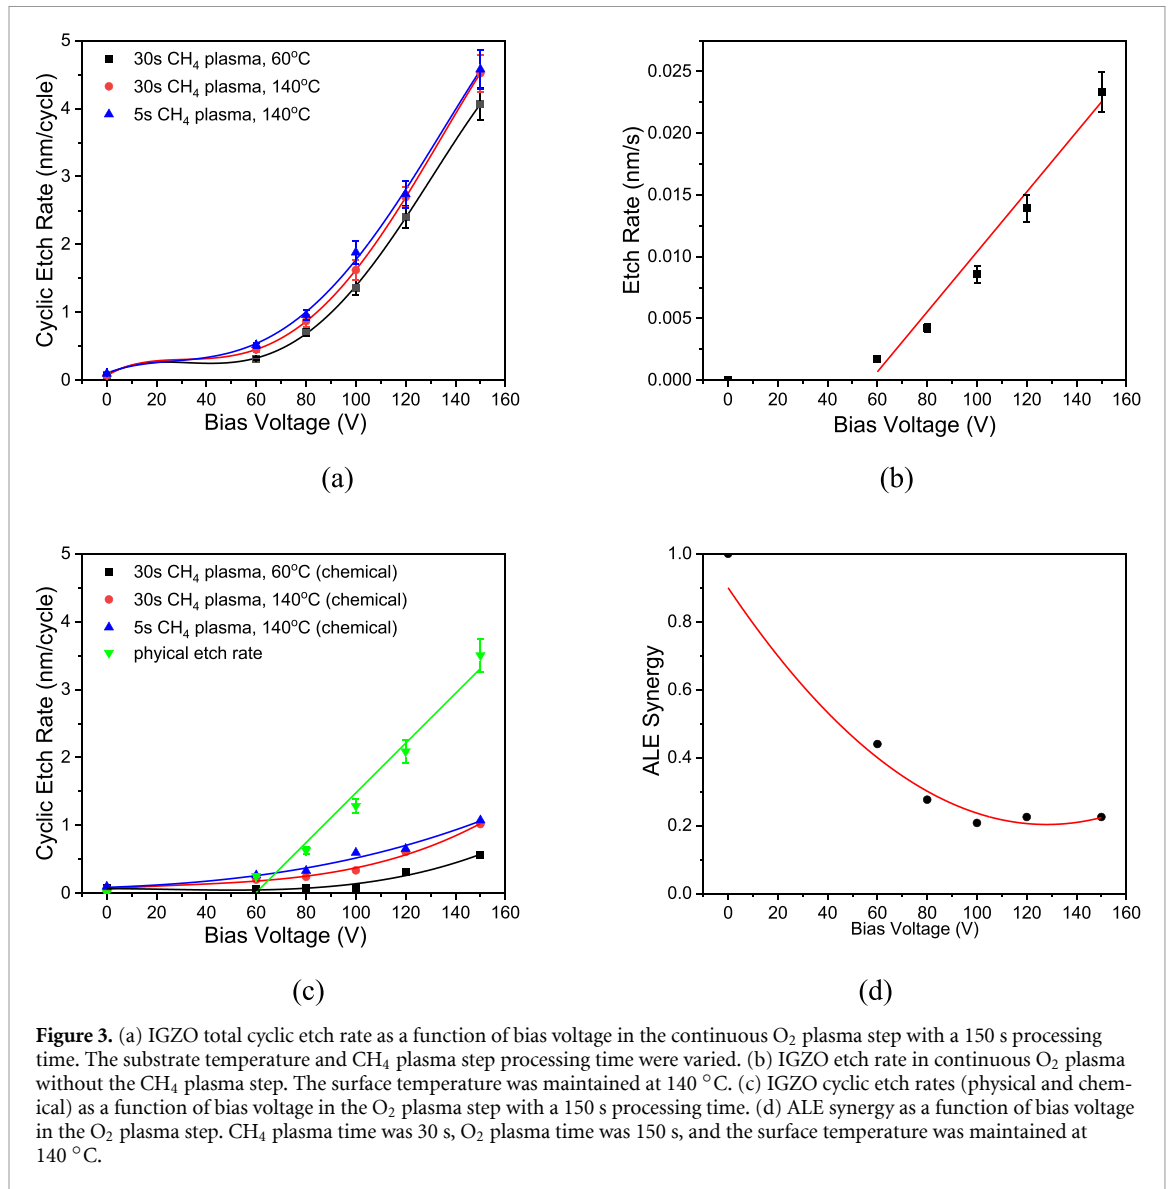 5
4
3
2
1
0
Cyclic Etch Rate (nm/cycle)
30s CH₄ plasma, 60°C
30s CH₄ plasma, 140°C
5s CH₄ plasma, 140°C
0 20 40 60 80 100 120 140 160
Bias Voltage (V)
(a)
0.025
0.020
0.015
0.010
0.005
0.000
Etch Rate (nm/s)
0 20 40 60 80 100 120 140 160
Bias Voltage (V)
(b)
5
4
3
2
1
0
Cyclic Etch Rate (nm/cycle)
30s CH₄ plasma, 60°C (chemical)
30s CH₄ plasma, 140°C (chemical)
5s CH₄ plasma, 140°C (chemical)
phyical etch rate
0 20 40 60 80 100 120 140 160
Bias Voltage (V)
(c)
1.0
0.8
0.6
0.4
0.2
0.0
ALE Synergy
0 20 40 60 80 100 120 140 160
Bias Voltage (V)
(d)
Figure 3. (a) IGZO total cyclic etch rate as a function of bias voltage in the continuous O₂ plasma step with a 150 s processing
time. The substrate temperature and CH₄ plasma step processing time were varied. (b) IGZO etch rate in continuous O₂ plasma
without the CH₄ plasma step. The surface temperature was maintained at 140 °C. (c) IGZO cyclic etch rates (physical and chem-
ical) as a function of bias voltage in the O₂ plasma step with a 150 s processing time. (d) ALE synergy as a function of bias voltage
in the O₂ plasma step. CH₄ plasma time was 30 s, O₂ plasma time was 150 s, and the surface temperature was maintained at
140 °C.